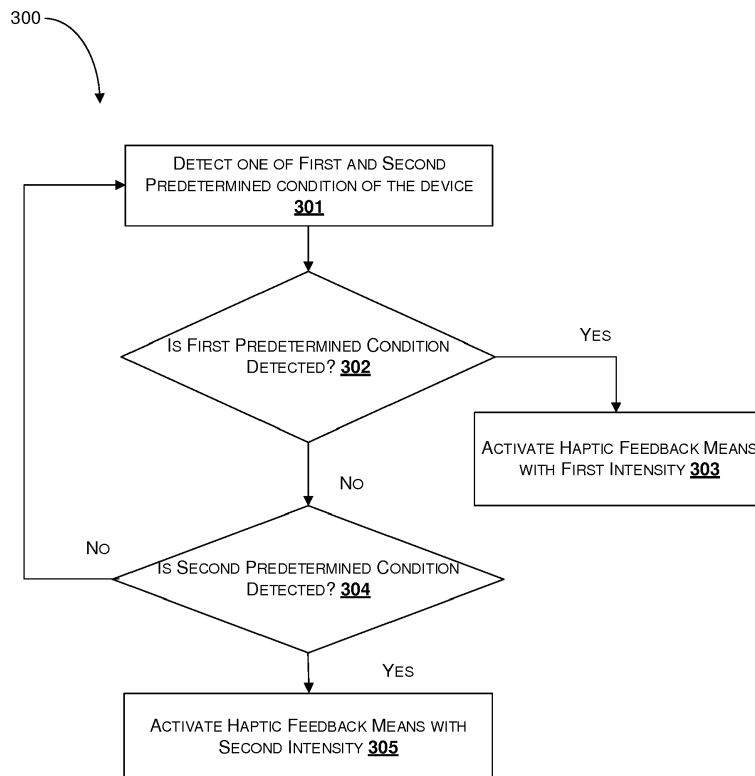 300
DETECT ONE OF FIRST AND SECOND
PREDETERMINED CONDITION OF THE DEVICE
301
IS FIRST PREDETERMINED CONDITION
DETECTED? 302
YES
ACTIVATE HAPTIC FEEDBACK MEANS
WITH FIRST INTENSITY 303
NO
NO
IS SECOND PREDETERMINED CONDITION
DETECTED? 304
YES
ACTIVATE HAPTIC FEEDBACK MEANS WITH
SECOND INTENSITY 305